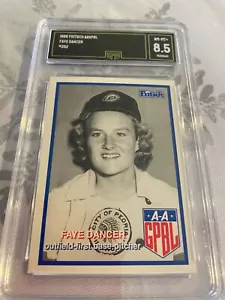 1995 FRITSCH AAGPBL
FAYE DANCER
NM-MT+
8.5
Fritsch
CITY OF PEORIA
A-A
GPBL
FAYE DANCER
outfield-first base-pitcher